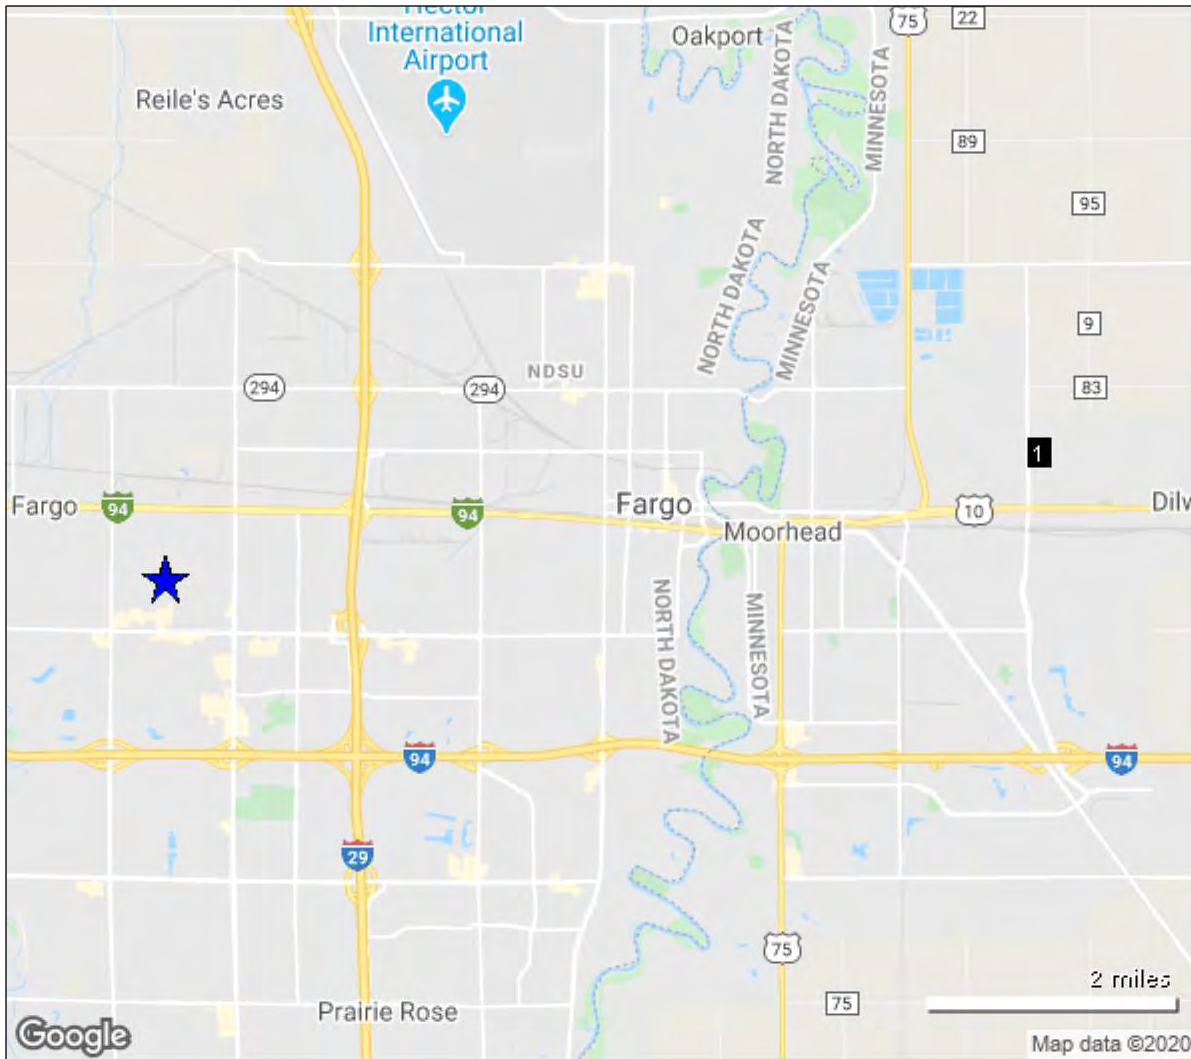 Hector
International
Airport
Oakport
75
22
Reile's Acres
NORTH DAKOTA
MINNESOTA
89
95
NORTH DAKOTA
MINNESOTA
9
NDSU
294
294
83
1
Fargo
94
94
Fargo
10
Dilw
Moorhead
NORTH DAKOTA
MINNESOTA
94
94
29
75
2 miles
75
Prairie Rose
Google
Map data ©2020